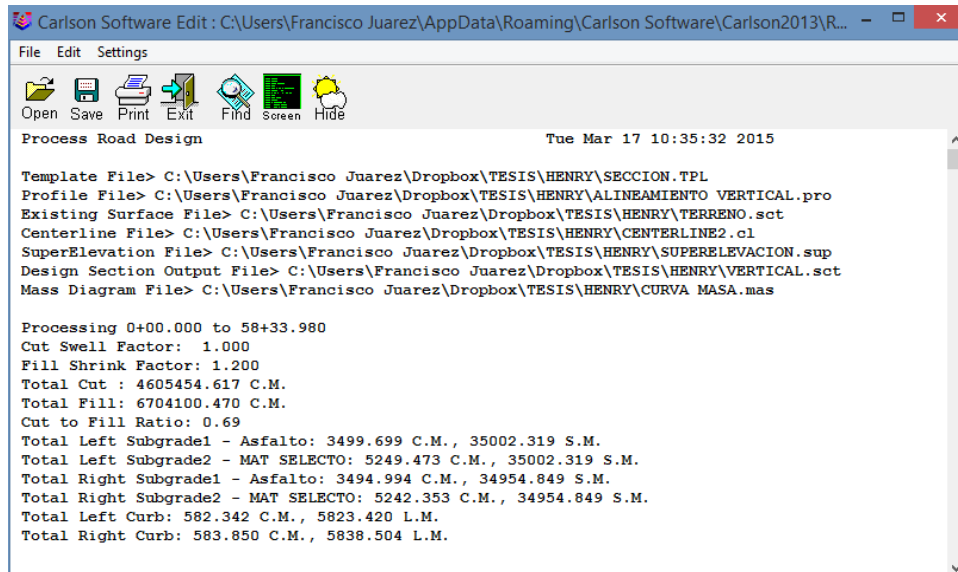 Carlson Software Edit : C:\Users\Francisco Juarez\AppData\Roaming\Carlson Software\Carlson2013\R...
File Edit Settings
Open Save Print Exit Find Screen Hide
Process Road Design Tue Mar 17 10:35:32 2015
Template File> C:\Users\Francisco Juarez\Dropbox\TESIS\HENRY\SECCION.TPL
Profile File> C:\Users\Francisco Juarez\Dropbox\TESIS\HENRY\ALINEAMIENTO VERTICAL.pro
Existing Surface File> C:\Users\Francisco Juarez\Dropbox\TESIS\HENRY\TERRENO.sct
Centerline File> C:\Users\Francisco Juarez\Dropbox\TESIS\HENRY\CENTERLINE2.cl
SuperElevation File> C:\Users\Francisco Juarez\Dropbox\TESIS\HENRY\SUPERELEVACION.sup
Design Section Output File> C:\Users\Francisco Juarez\Dropbox\TESIS\HENRY\VERTICAL.sct
Mass Diagram File> C:\Users\Francisco Juarez\Dropbox\TESIS\HENRY\CURVA MASA.mas
Processing 0+00.000 to 58+33.980
Cut Swell Factor: 1.000
Fill Shrink Factor: 1.200
Total Cut : 4605454.617 C.M.
Total Fill: 6704100.470 C.M.
Cut to Fill Ratio: 0.69
Total Left Subgrade1 - Asfalto: 3499.699 C.M., 35002.319 S.M.
Total Left Subgrade2 - MAT SELECTO: 5249.473 C.M., 35002.319 S.M.
Total Right Subgrade1 - Asfalto: 3494.994 C.M., 34954.849 S.M.
Total Right Subgrade2 - MAT SELECTO: 5242.353 C.M., 34954.849 S.M.
Total Left Curb: 582.342 C.M., 5823.420 L.M.
Total Right Curb: 583.850 C.M., 5838.504 L.M.